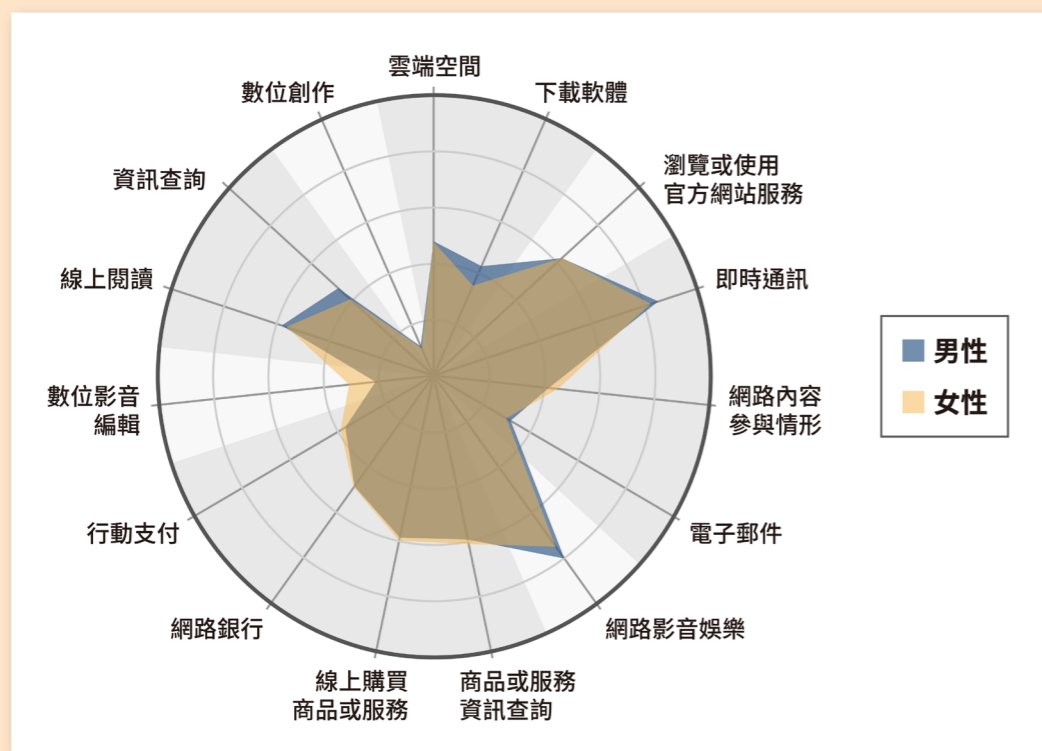 雲端空間
下載軟體
瀏覽或使用
官方網站服務
即時通訊
網路內容
參與情形
電子郵件
網路影音娛樂
商品或服務
資訊查詢
線上購買
商品或服務
網路銀行
行動支付
數位影音
編輯
線上閱讀
資訊查詢
數位創作
男性
女性